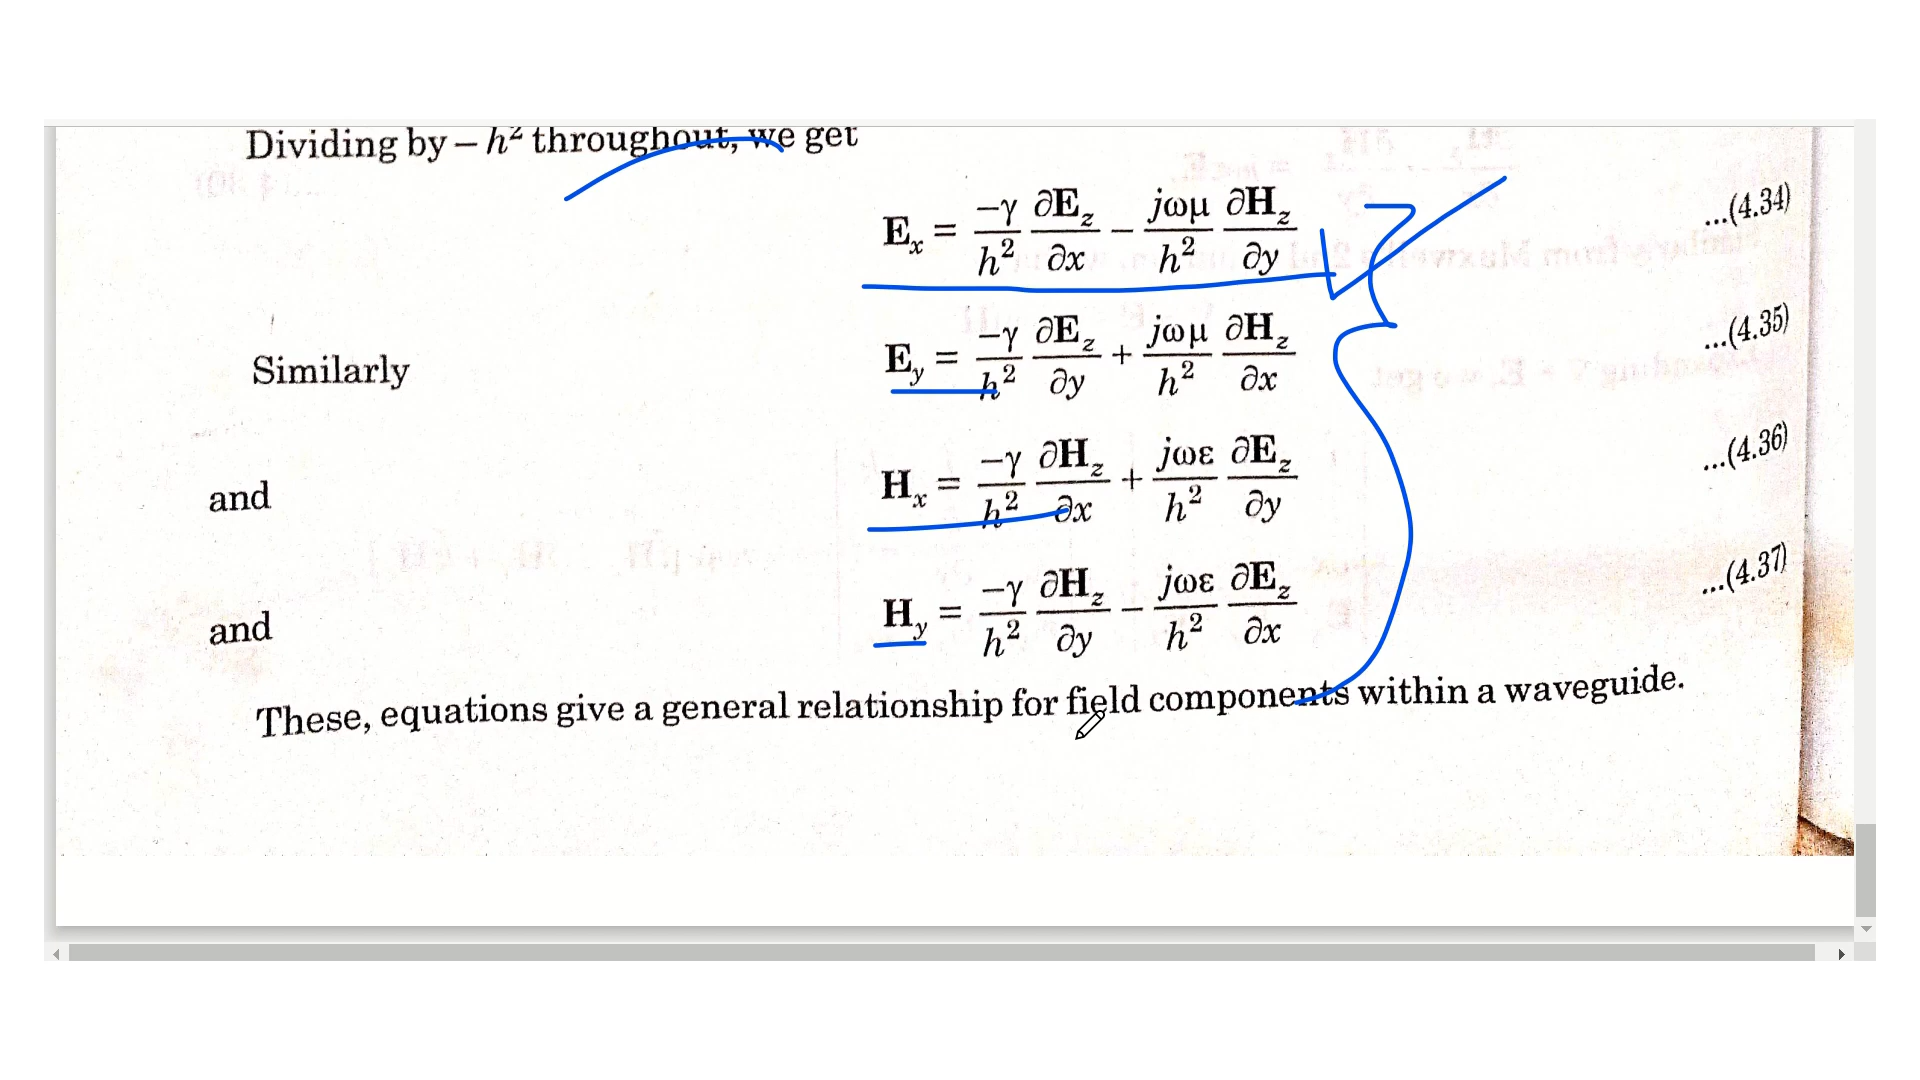 Dividing by – h² throughout, we get
E_x = −γ/h² ∂E_z/∂x − jωμ/h² ∂H_z/∂y ...(4.34)
Similarly E_y = −γ/h² ∂E_z/∂y + jωμ/h² ∂H_z/∂x ...(4.35)
and H_x = −γ/h² ∂H_z/∂x + jωε/h² ∂E_z/∂y ...(4.36)
and H_y = −γ/h² ∂H_z/∂y − jωε/h² ∂E_z/∂x ...(4.37)
These, equations give a general relationship for field components within a waveguide.